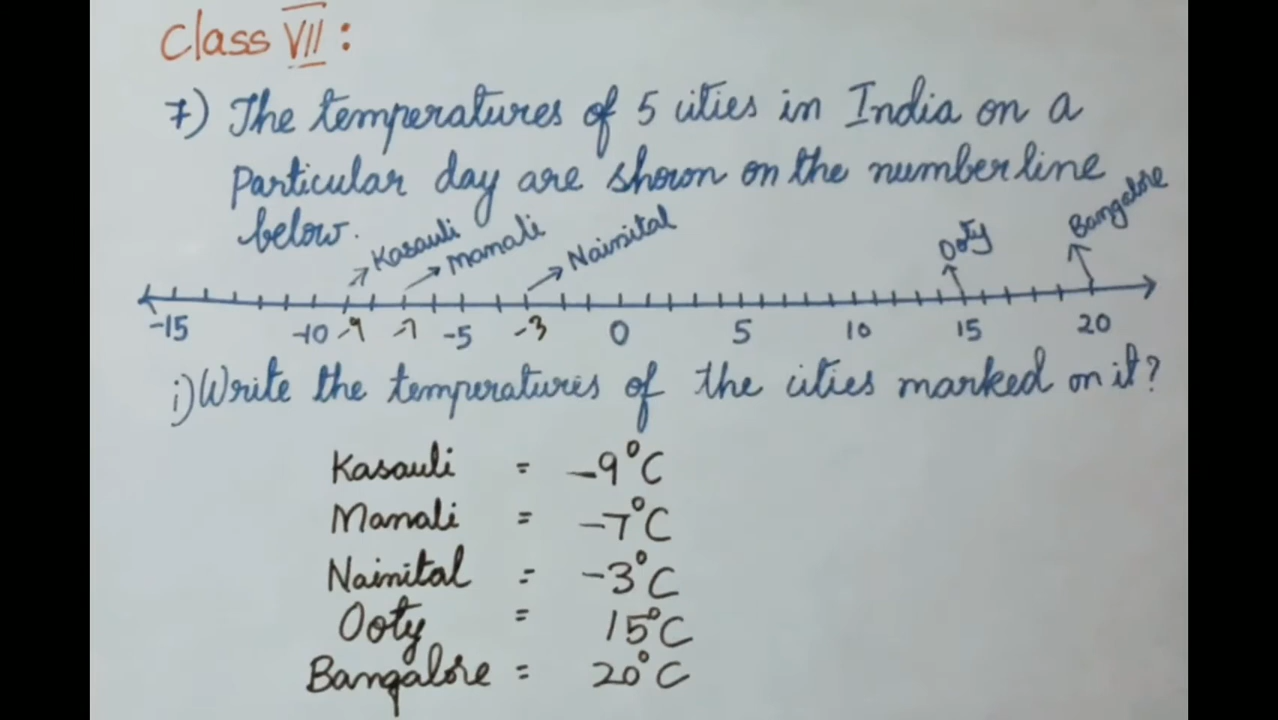 Class VII:
7) The temperatures of 5 cities in India on a
particular day are shown on the number line
below.
Kasauli Manali Nainital Ooty Bangalore
-15 -10 -9 -7 -5 -3 0 5 10 15 20
i) Write the temperatures of the cities marked on it?
Kasauli = -9°C
Manali = -7°C
Nainital = -3°C
Ooty = 15°C
Bangalore = 20°C